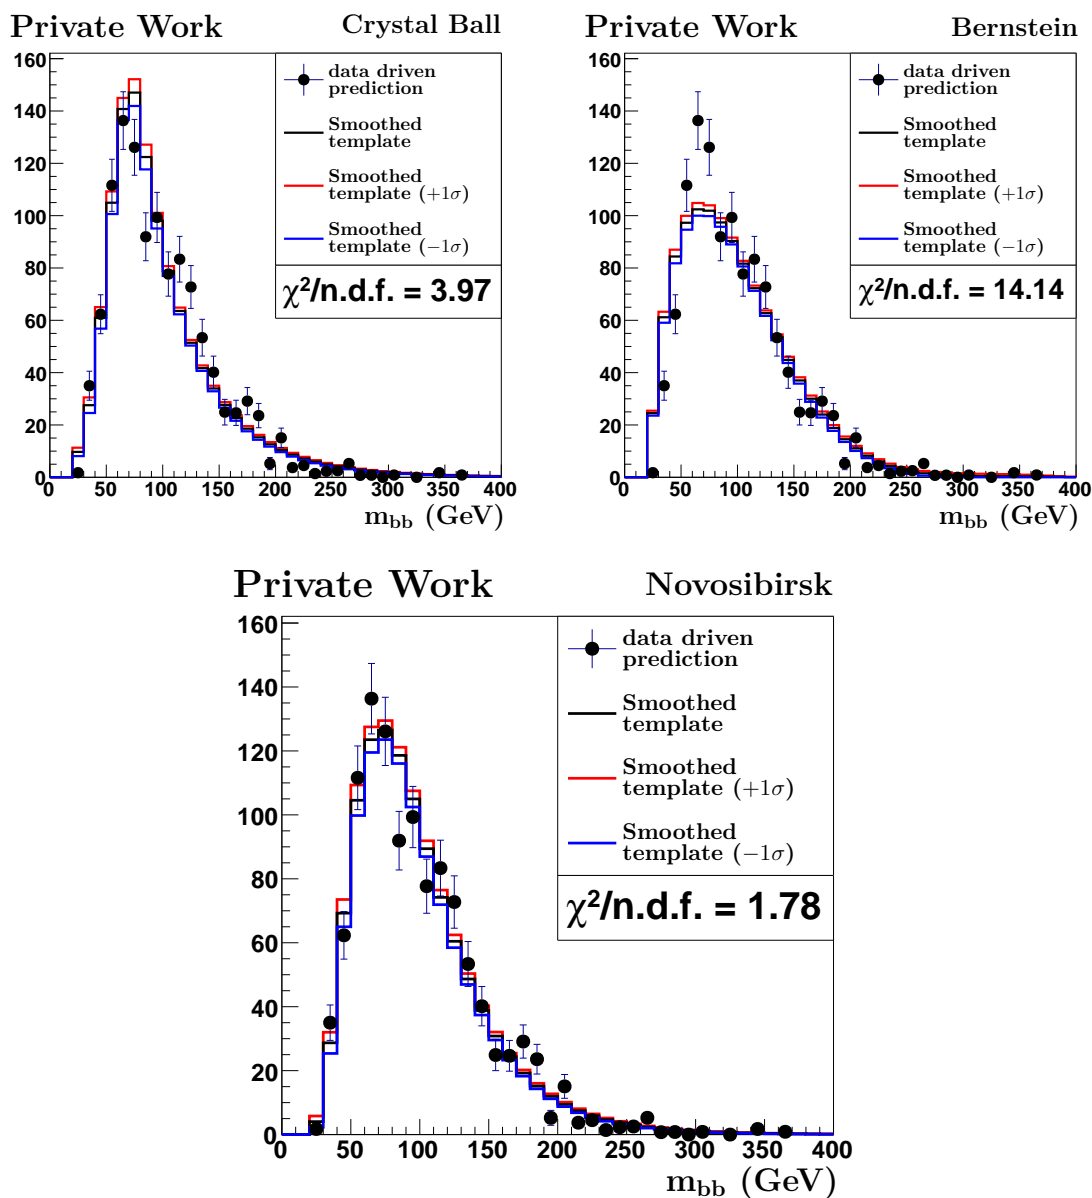 Private Work
Crystal Ball
160
140
120
100
80
60
40
20
0
data driven
prediction
Smoothed
template
Smoothed
template (+1σ)
Smoothed
template (−1σ)
χ²/n.d.f. = 3.97
0 50 100 150 200 250 300 350 400
m_bb (GeV)
Private Work
Bernstein
160
140
120
100
80
60
40
20
0
data driven
prediction
Smoothed
template
Smoothed
template (+1σ)
Smoothed
template (−1σ)
χ²/n.d.f. = 14.14
0 50 100 150 200 250 300 350 400
m_bb (GeV)
Private Work
Novosibirsk
160
140
120
100
80
60
40
20
0
data driven
prediction
Smoothed
template
Smoothed
template (+1σ)
Smoothed
template (−1σ)
χ²/n.d.f. = 1.78
0 50 100 150 200 250 300 350 400
m_bb (GeV)